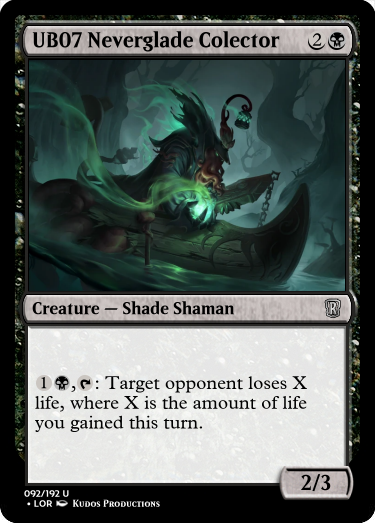 UB07 Neverglade Colector 2
Creature — Shade Shaman
1 , : Target opponent loses X
life, where X is the amount of life
you gained this turn.
2/3
092/192 U
• LOR Kudos Productions